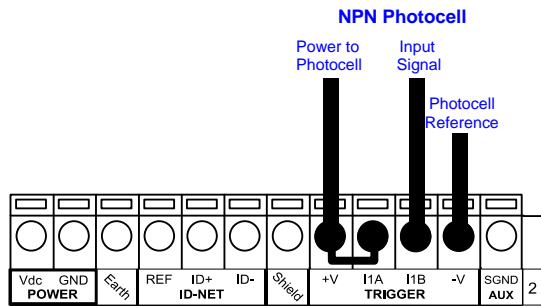 NPN Photocell
Power to
Photocell
Input
Signal
Photocell
Reference
Vdc GND Earth REF ID+ ID- Shield +V I1A I1B -V SGND 2
POWER ID-NET TRIGGER AUX